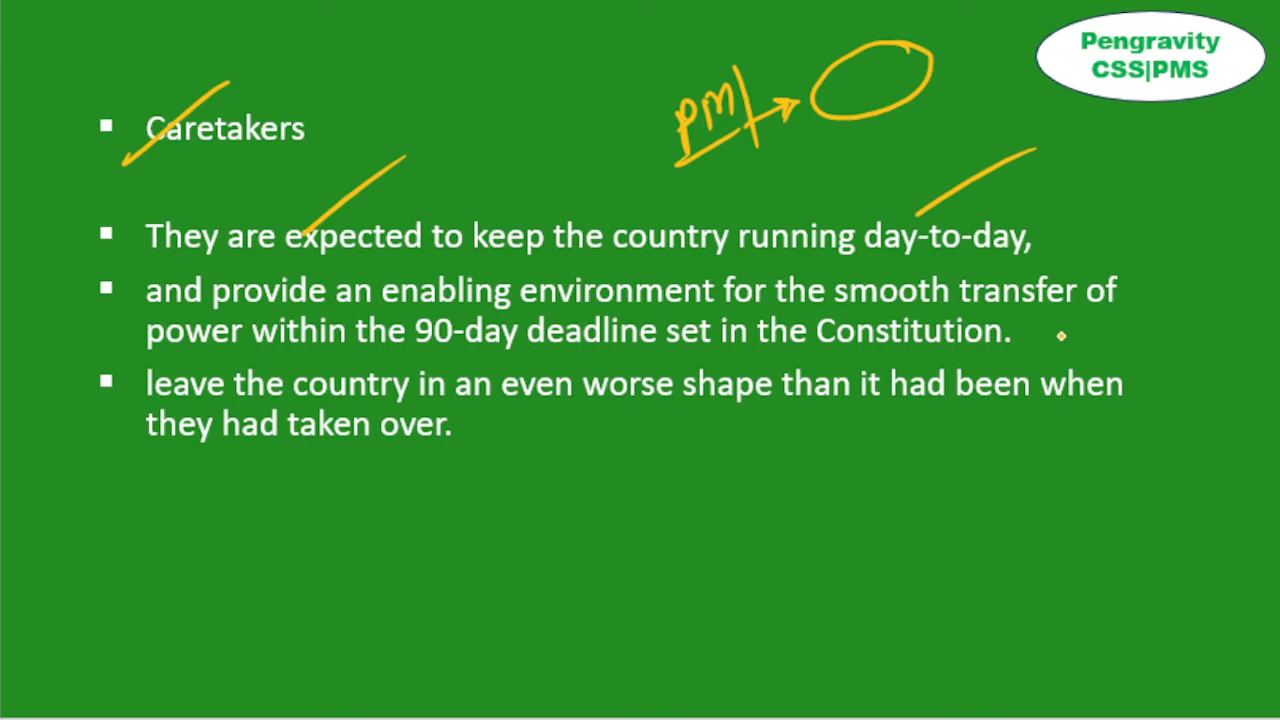 Pengravity
CSS|PMS
PM
▪ Caretakers
▪ They are expected to keep the country running day-to-day,
▪ and provide an enabling environment for the smooth transfer of
power within the 90-day deadline set in the Constitution.
▪ leave the country in an even worse shape than it had been when
they had taken over.